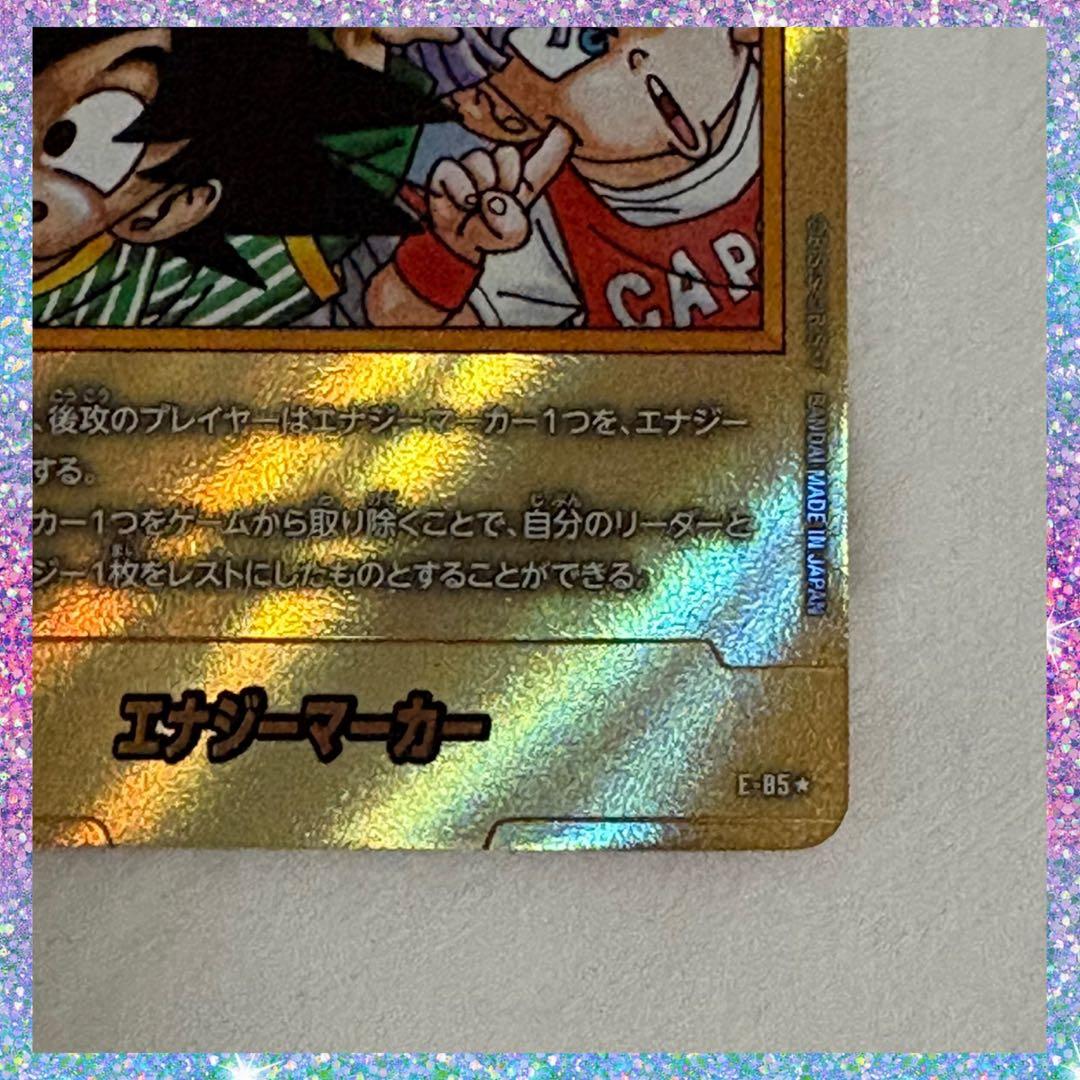 CAP
、後攻のプレイヤーはエナジーマーカー1つを、エナジー
する。
カー1つをゲームから取り除くことで、自分のリーダーと
ジー1枚をレストにしたものとすることができる。
BANDAI MADE IN JAPAN
エナジーマーカー
E-85★